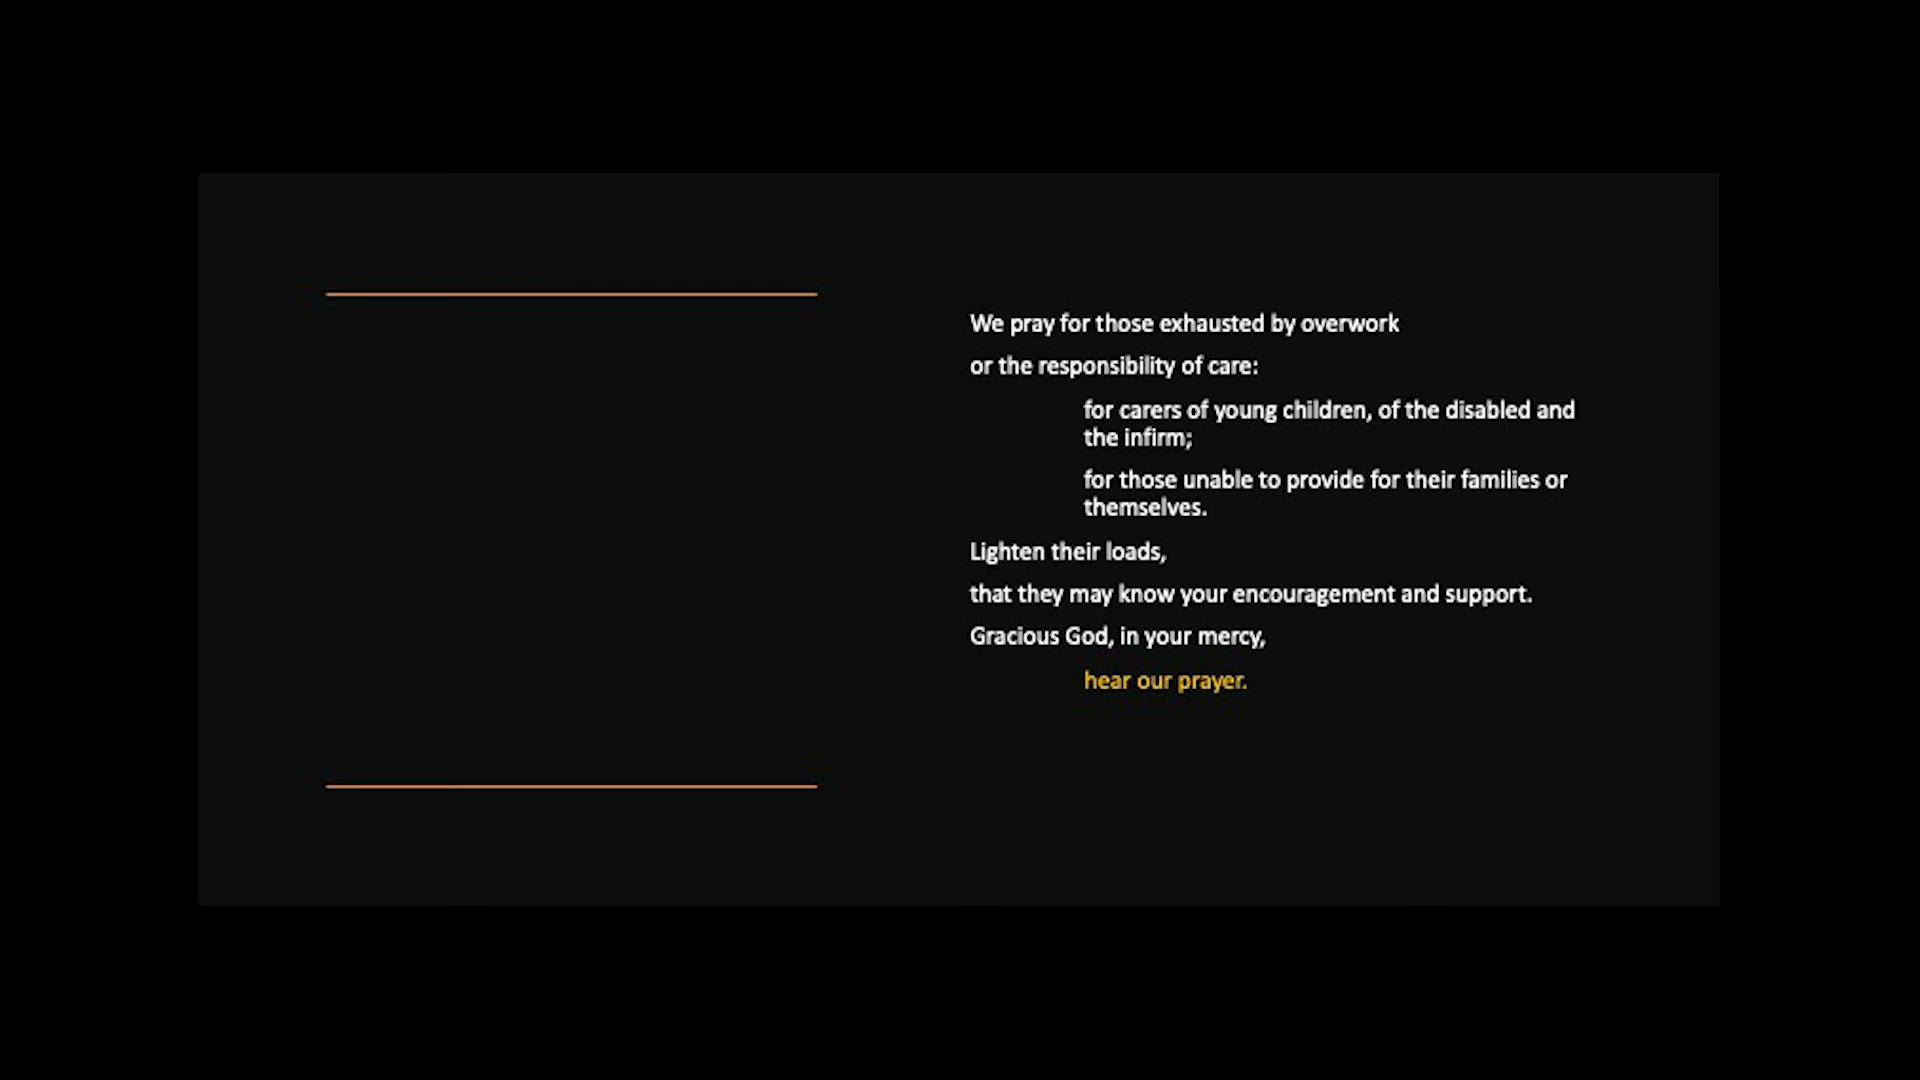 We pray for those exhausted by overwork
or the responsibility of care:
for carers of young children, of the disabled and
the infirm;
for those unable to provide for their families or
themselves.
Lighten their loads,
that they may know your encouragement and support.
Gracious God, in your mercy,
hear our prayer.